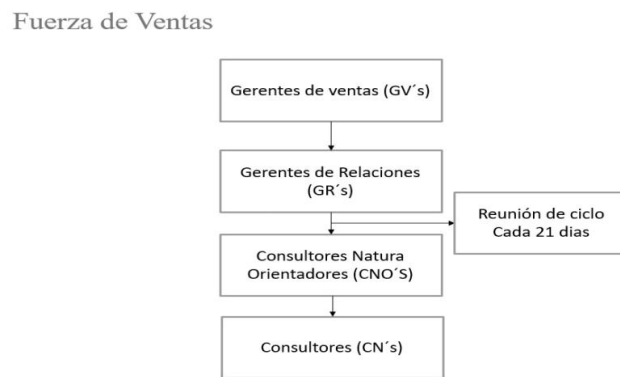 Fuerza de Ventas
Gerentes de ventas (GV´s)
Gerentes de Relaciones
(GR´s)
Reunión de ciclo
Cada 21 dias
Consultores Natura
Orientadores (CNO´S)
Consultores (CN´s)